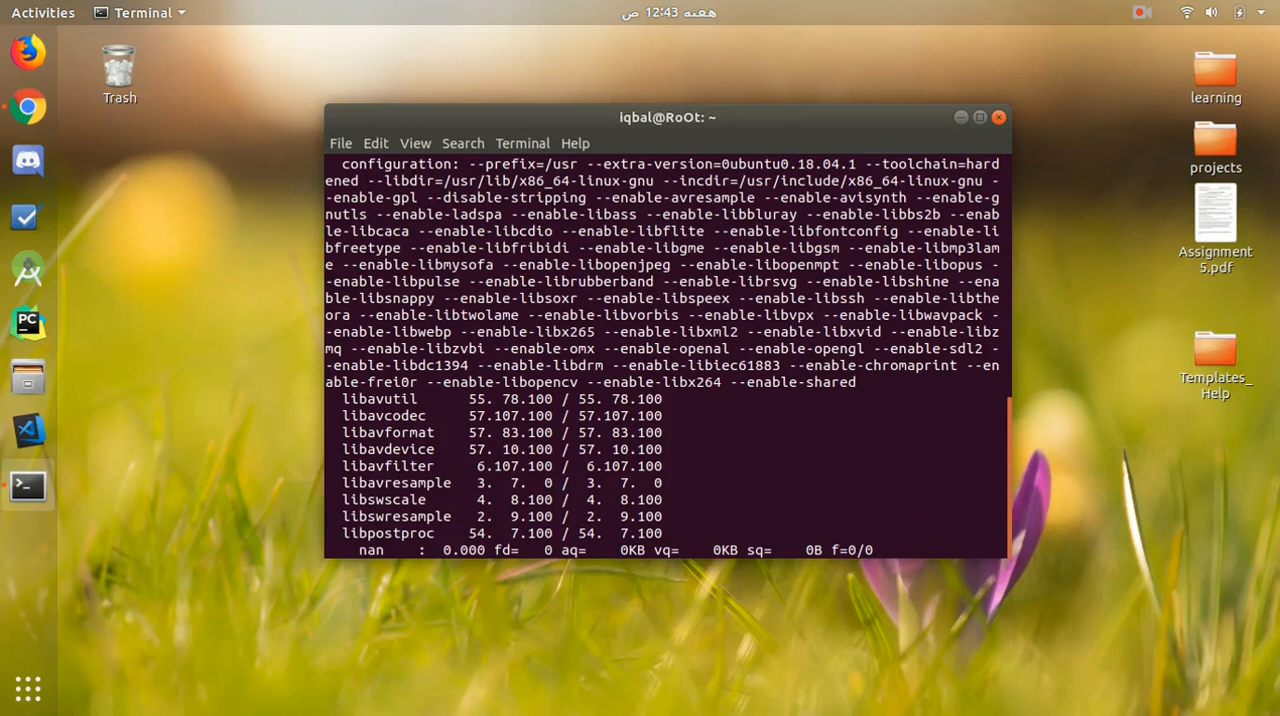 Activities
Terminal
هفته 12:43 ص
Trash
learning
projects
Assignment
5.pdf
Templates_
Help
PC
iqbal@RoOt: ~
File Edit View Search Terminal Help
configuration: --prefix=/usr --extra-version=0ubuntu0.18.04.1 --toolchain=hard
ened --libdir=/usr/lib/x86_64-linux-gnu --incdir=/usr/include/x86_64-linux-gnu -
-enable-gpl --disable-stripping --enable-avresample --enable-avisynth --enable-g
nutls --enable-ladspa --enable-libass --enable-libbluray --enable-libbs2b --enab
le-libcaca --enable-libcdio --enable-libflite --enable-libfontconfig --enable-li
bfreetype --enable-libfribidi --enable-libgme --enable-libgsm --enable-libmp3lam
e --enable-libmysofa --enable-libopenjpeg --enable-libopenmpt --enable-libopus -
-enable-libpulse --enable-librubberband --enable-librsvg --enable-libshine --ena
ble-libsnappy --enable-libsoxr --enable-libspeex --enable-libssh --enable-libthe
ora --enable-libtwolame --enable-libvorbis --enable-libvpx --enable-libwavpack -
-enable-libwebp --enable-libx265 --enable-libxml2 --enable-libxvid --enable-libz
mq --enable-libzvbi --enable-omx --enable-openal --enable-opengl --enable-sdl2 -
-enable-libdc1394 --enable-libdrm --enable-libiec61883 --enable-chromaprint --en
able-frei0r --enable-libopencv --enable-libx264 --enable-shared
libavutil 55. 78.100 / 55. 78.100
libavcodec 57.107.100 / 57.107.100
libavformat 57. 83.100 / 57. 83.100
libavdevice 57. 10.100 / 57. 10.100
libavfilter 6.107.100 / 6.107.100
libavresample 3. 7. 0 / 3. 7. 0
libswscale 4. 8.100 / 4. 8.100
libswresample 2. 9.100 / 2. 9.100
libpostproc 54. 7.100 / 54. 7.100
nan : 0.000 fd= 0 aq= 0KB vq= 0KB sq= 0B f=0/0